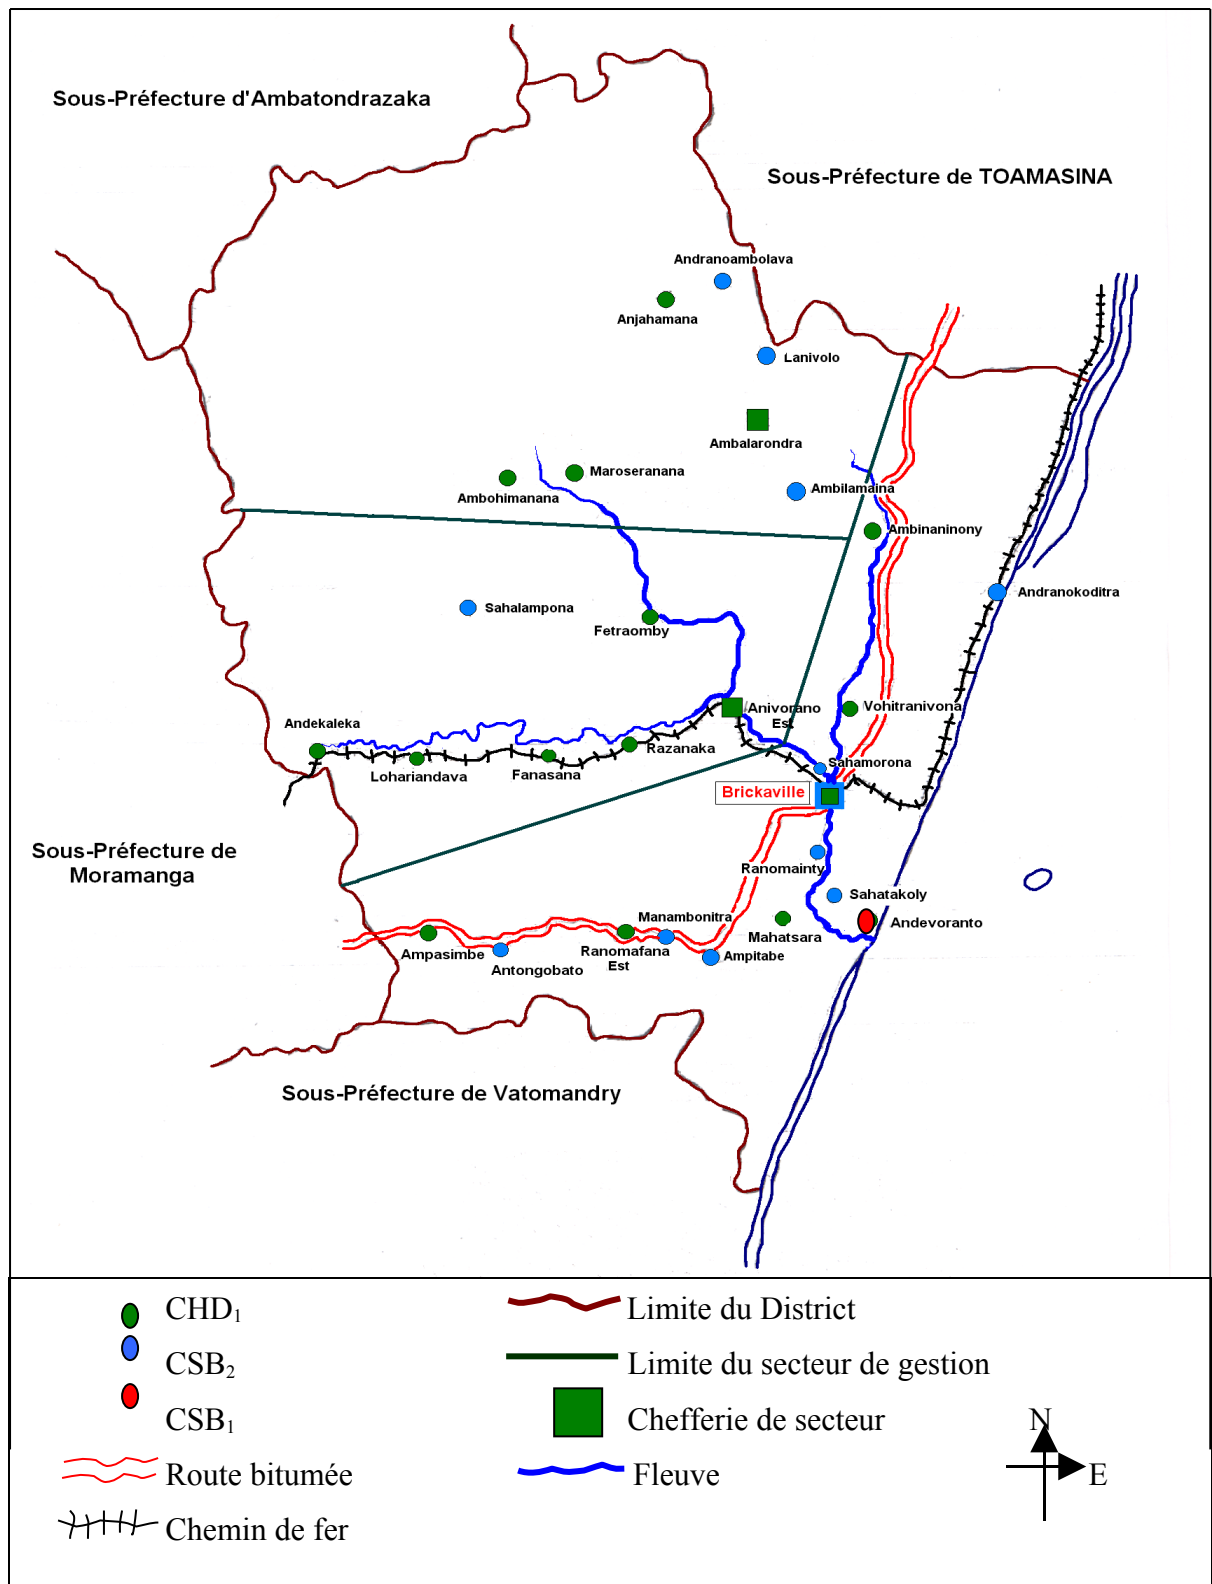 Sous-Préfecture d'Ambatondrazaka
Sous-Préfecture de TOAMASINA
Andranoambolava
Anjahamana
Lanivolo
Ambalarondra
Maroseranana
Ambohimanana
Ambilamaina
Ambinaninony
Andranokoditra
Sahalampona
Fetraomby
Anivorano
Est
Vohitranivona
Andekaleka
Razanaka
Lohariandava
Fanasana
Sahamorona
Brickaville
Sous-Préfecture de
Moramanga
Ranomainty
Sahatakoly
Manambonitra
Mahatsara
Andevoranto
Ampasimbe
Ranomafana
Est
Ampitabe
Antongobato
Sous-Préfecture de Vatomandry
CHD1
Limite du District
CSB2
Limite du secteur de gestion
CSB1
Chefferie de secteur
N
Route bitumée
Fleuve
E
Chemin de fer